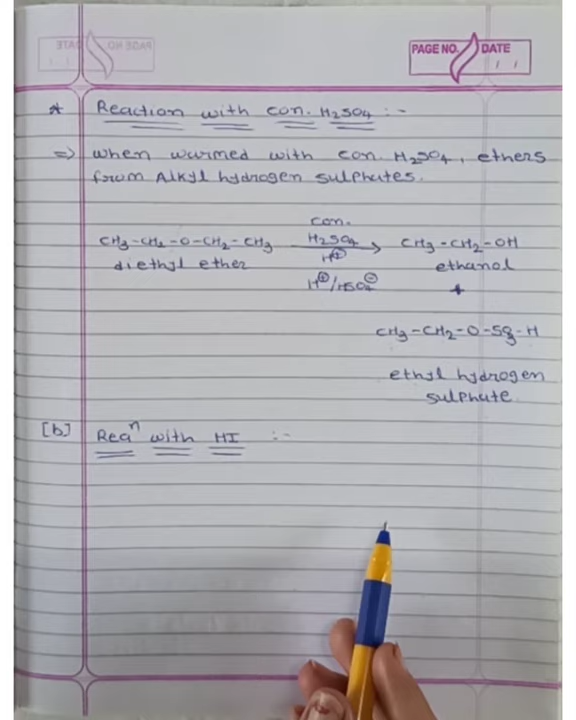 PAGE NO. DATE
* Reaction with con. H2SO4 :-
=> when warmed with con. H2SO4, ethers
from Alkyl hydrogen sulphates.
con.
CH3-CH2-O-CH2-CH3 H2SO4 → CH3-CH2-OH
H⊕
diethyl ether ethanol
H⊕/HSO4⊖ +
CH3-CH2-O-SO3-H
ethyl hydrogen
sulphate
[b] Reaⁿ with HI :-